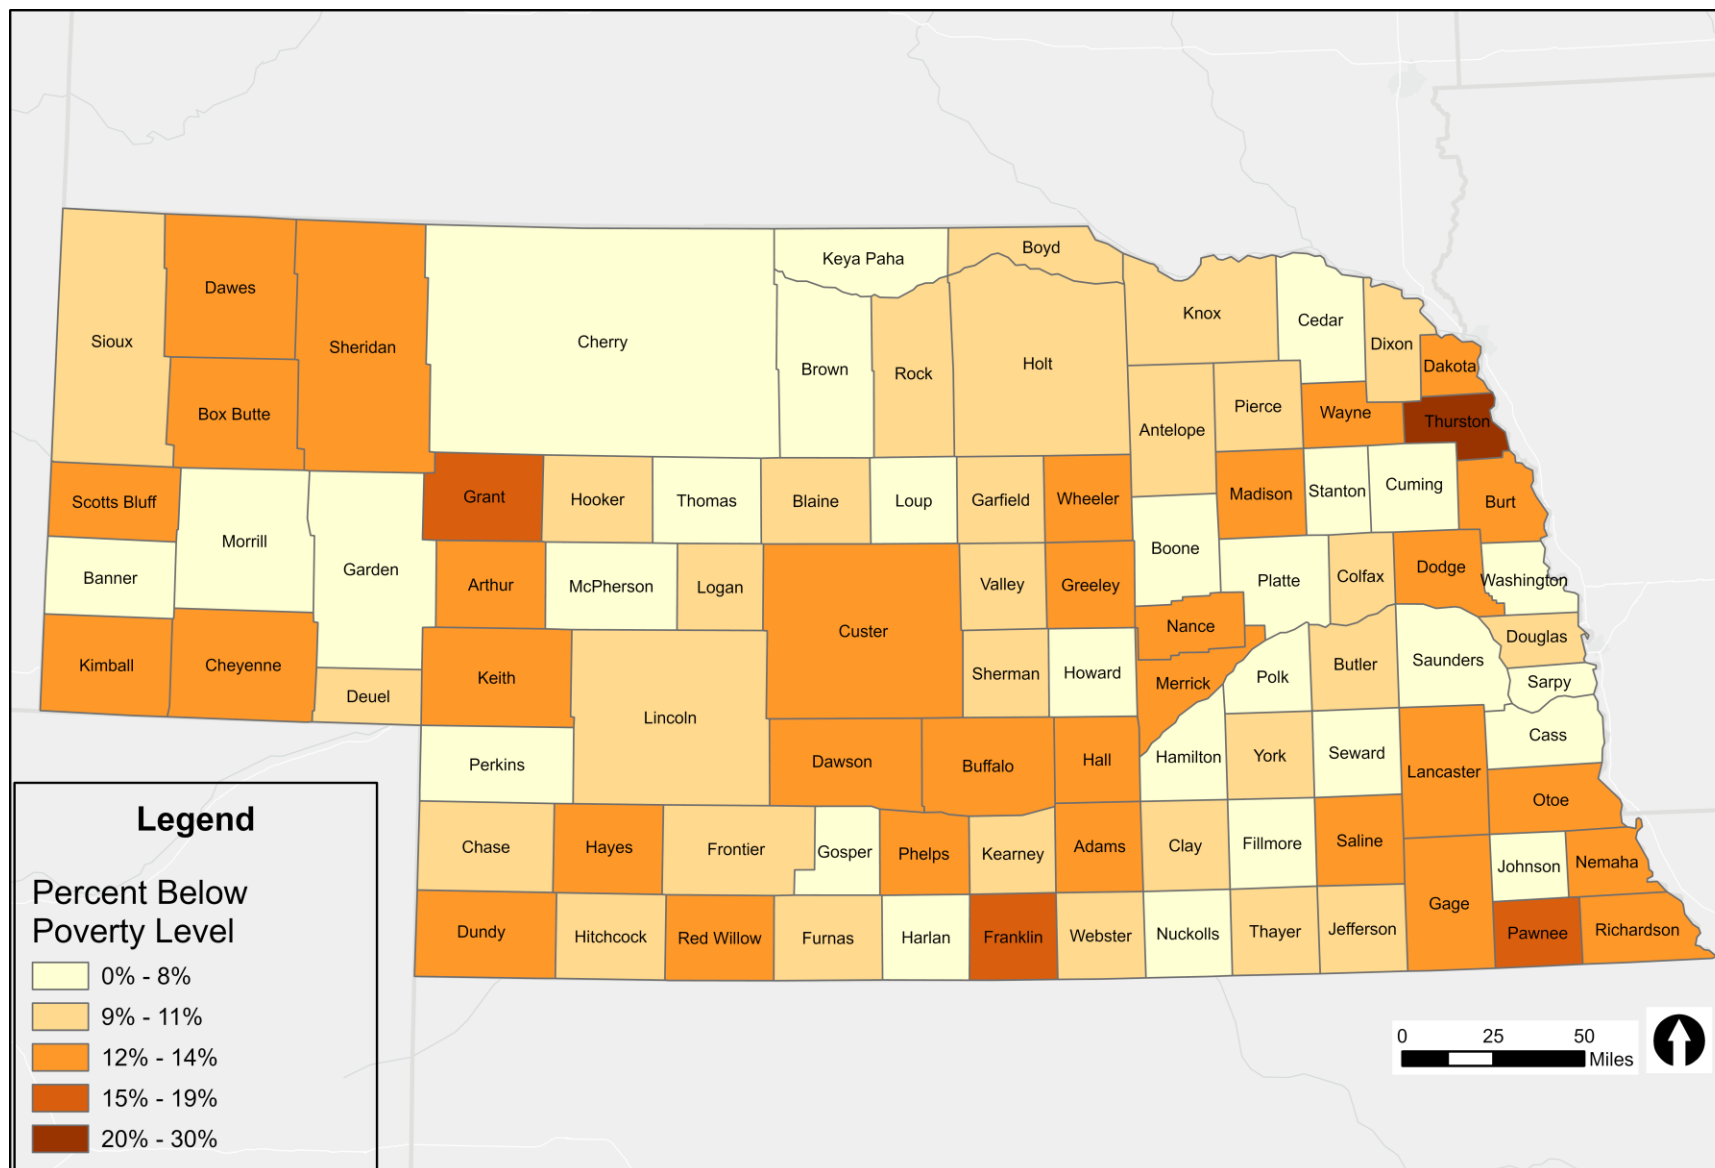 Keya Paha
Boyd
Dawes
Sioux
Sheridan
Cherry
Brown
Rock
Holt
Knox
Cedar
Dixon
Dakota
Box Butte
Antelope
Pierce
Wayne
Thurston
Scotts Bluff
Grant
Hooker
Thomas
Blaine
Loup
Garfield
Wheeler
Madison
Stanton
Cuming
Burt
Morrill
Garden
Boone
Banner
Arthur
McPherson
Logan
Custer
Valley
Greeley
Platte
Colfax
Dodge
Washington
Nance
Kimball
Cheyenne
Deuel
Keith
Lincoln
Sherman
Howard
Merrick
Polk
Butler
Saunders
Douglas
Sarpy
Perkins
Dawson
Buffalo
Hall
Hamilton
York
Seward
Lancaster
Cass
Otoe
Chase
Hayes
Frontier
Gosper
Phelps
Kearney
Adams
Clay
Fillmore
Saline
Johnson
Nemaha
Gage
Dundy
Hitchcock
Red Willow
Furnas
Harlan
Franklin
Webster
Nuckolls
Thayer
Jefferson
Pawnee
Richardson
Legend
Percent Below
Poverty Level
0% - 8%
9% - 11%
12% - 14%
15% - 19%
20% - 30%
0 25 50
Miles